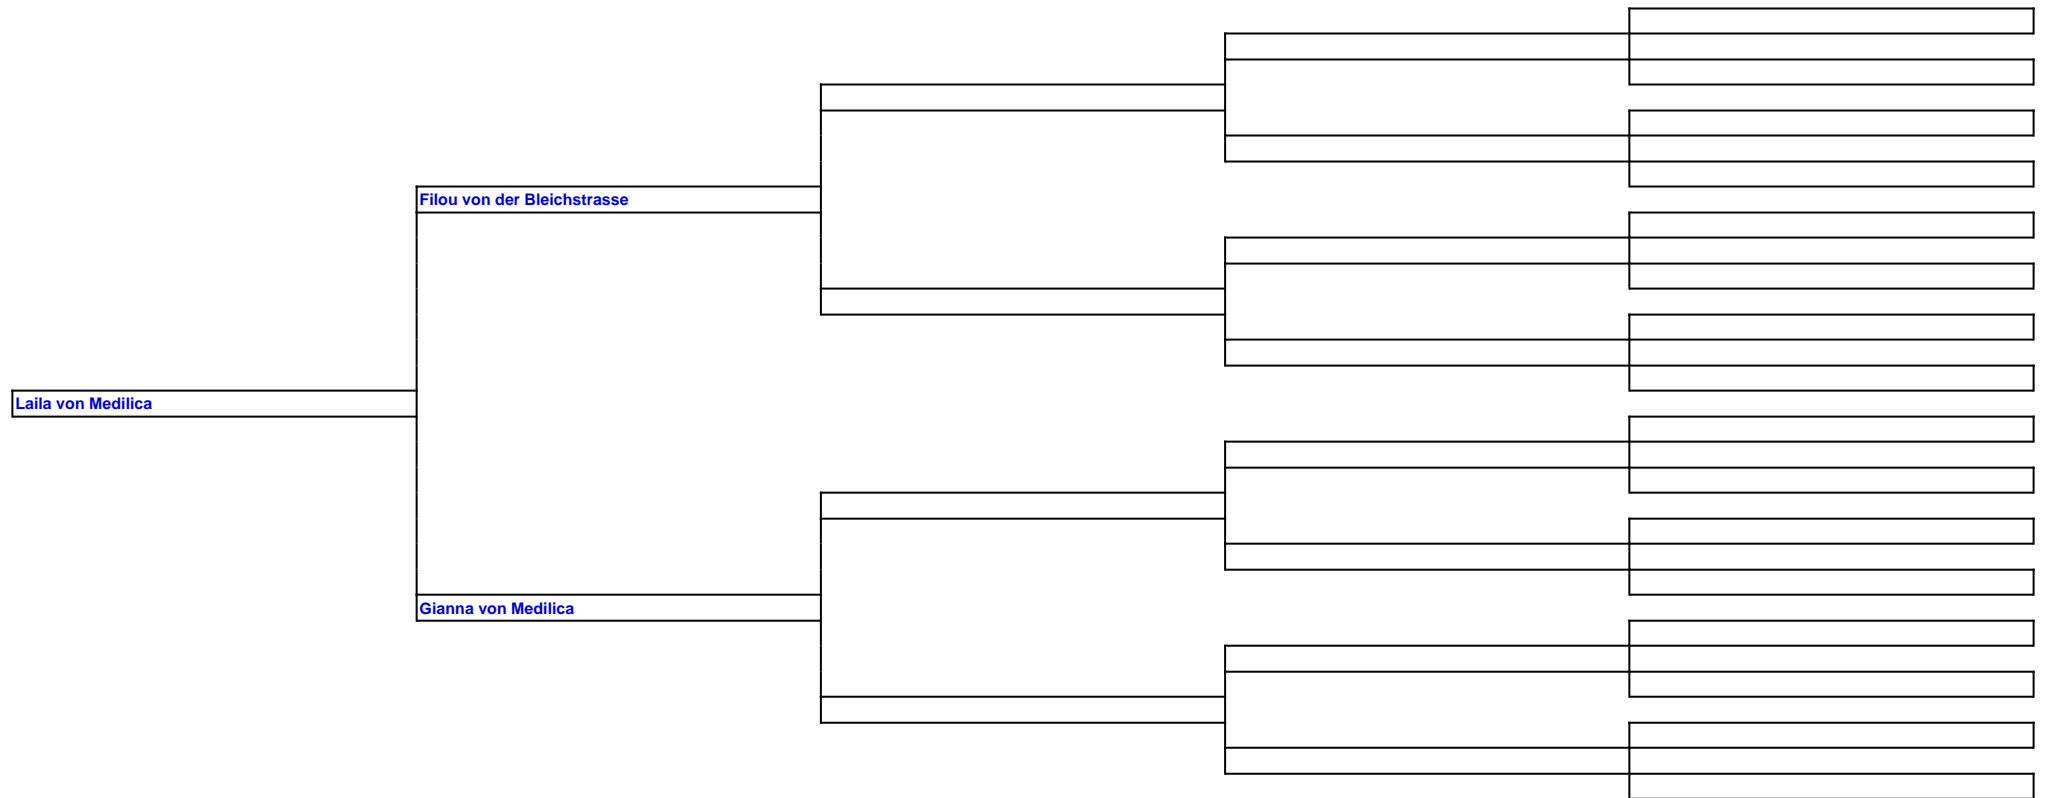 Filou von der Bleichstrasse
Laila von Medilica
Gianna von Medilica